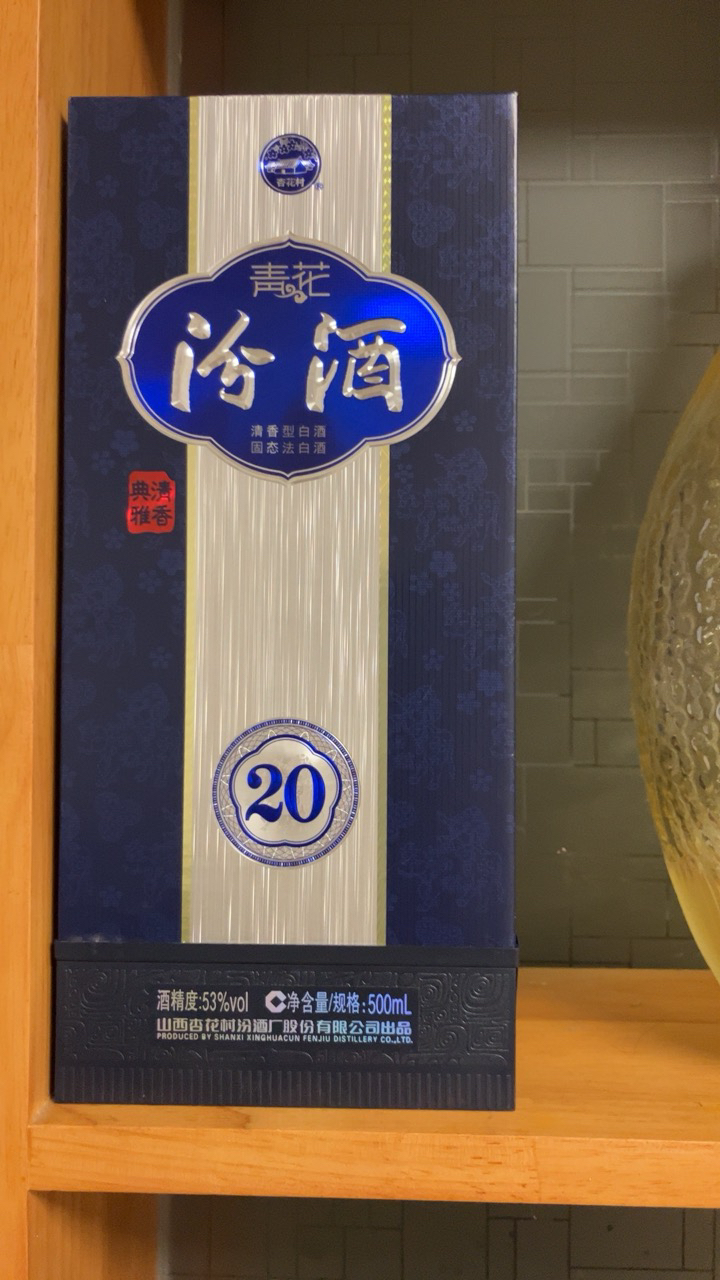 杏花村
青花
汾酒
清香型白酒
固态法白酒
清香
典雅
20
酒精度:53%vol 净含量/规格:500mL
山西杏花村汾酒厂股份有限公司出品
PRODUCED BY SHANXI XINGHUACUN FENJIU DISTILLERY CO.,LTD.